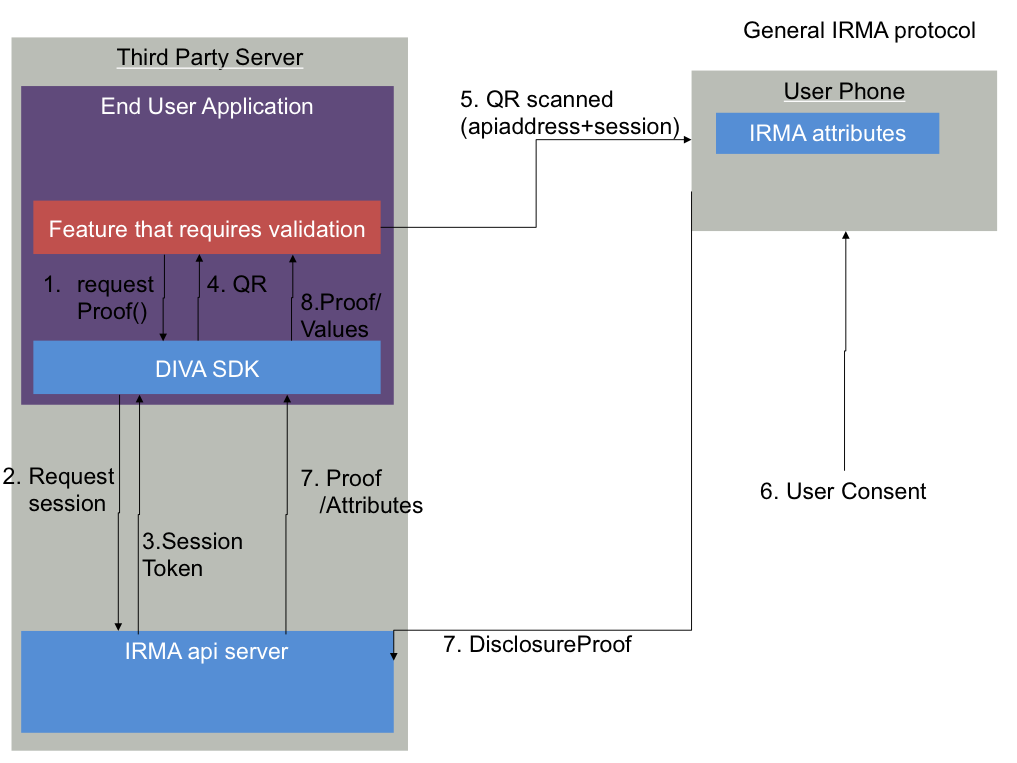 General IRMA protocol
Third Party Server
End User Application
User Phone
IRMA attributes
5. QR scanned
(apiaddress+session)
Feature that requires validation
1. request
Proof()
4. QR
8.Proof/
Values
DIVA SDK
2. Request
session
3.Session
Token
7. Proof
/Attributes
6. User Consent
IRMA api server
7. DisclosureProof